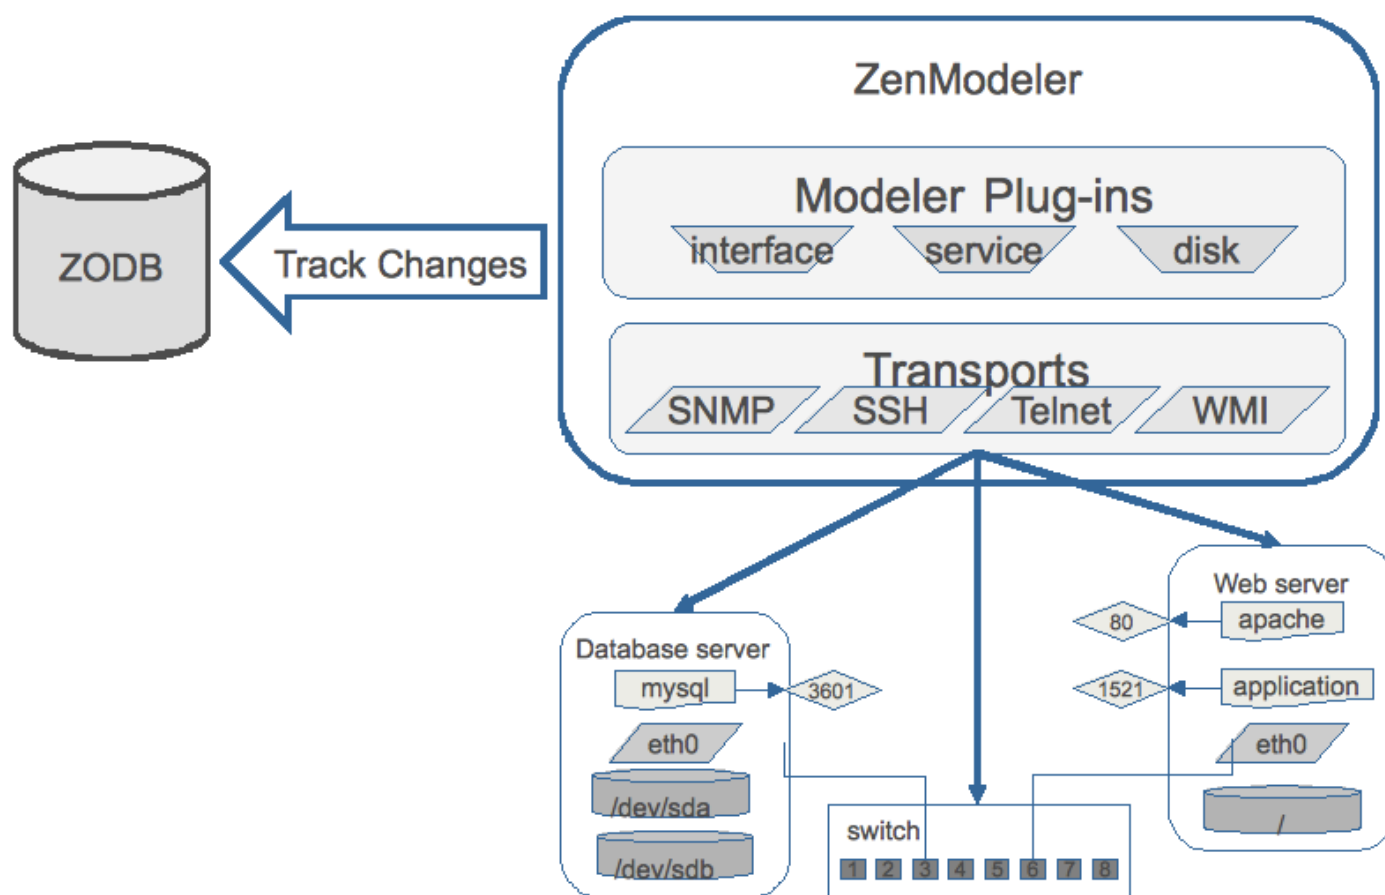 ZenModeler
Modeler Plug-ins
interface service disk
ZODB
Track Changes
Transports
SNMP SSH Telnet WMI
Web server
80 apache
Database server
mysql 3601
1521 application
eth0
eth0
/dev/sda
/
switch
/dev/sdb
1 2 3 4 5 6 7 8